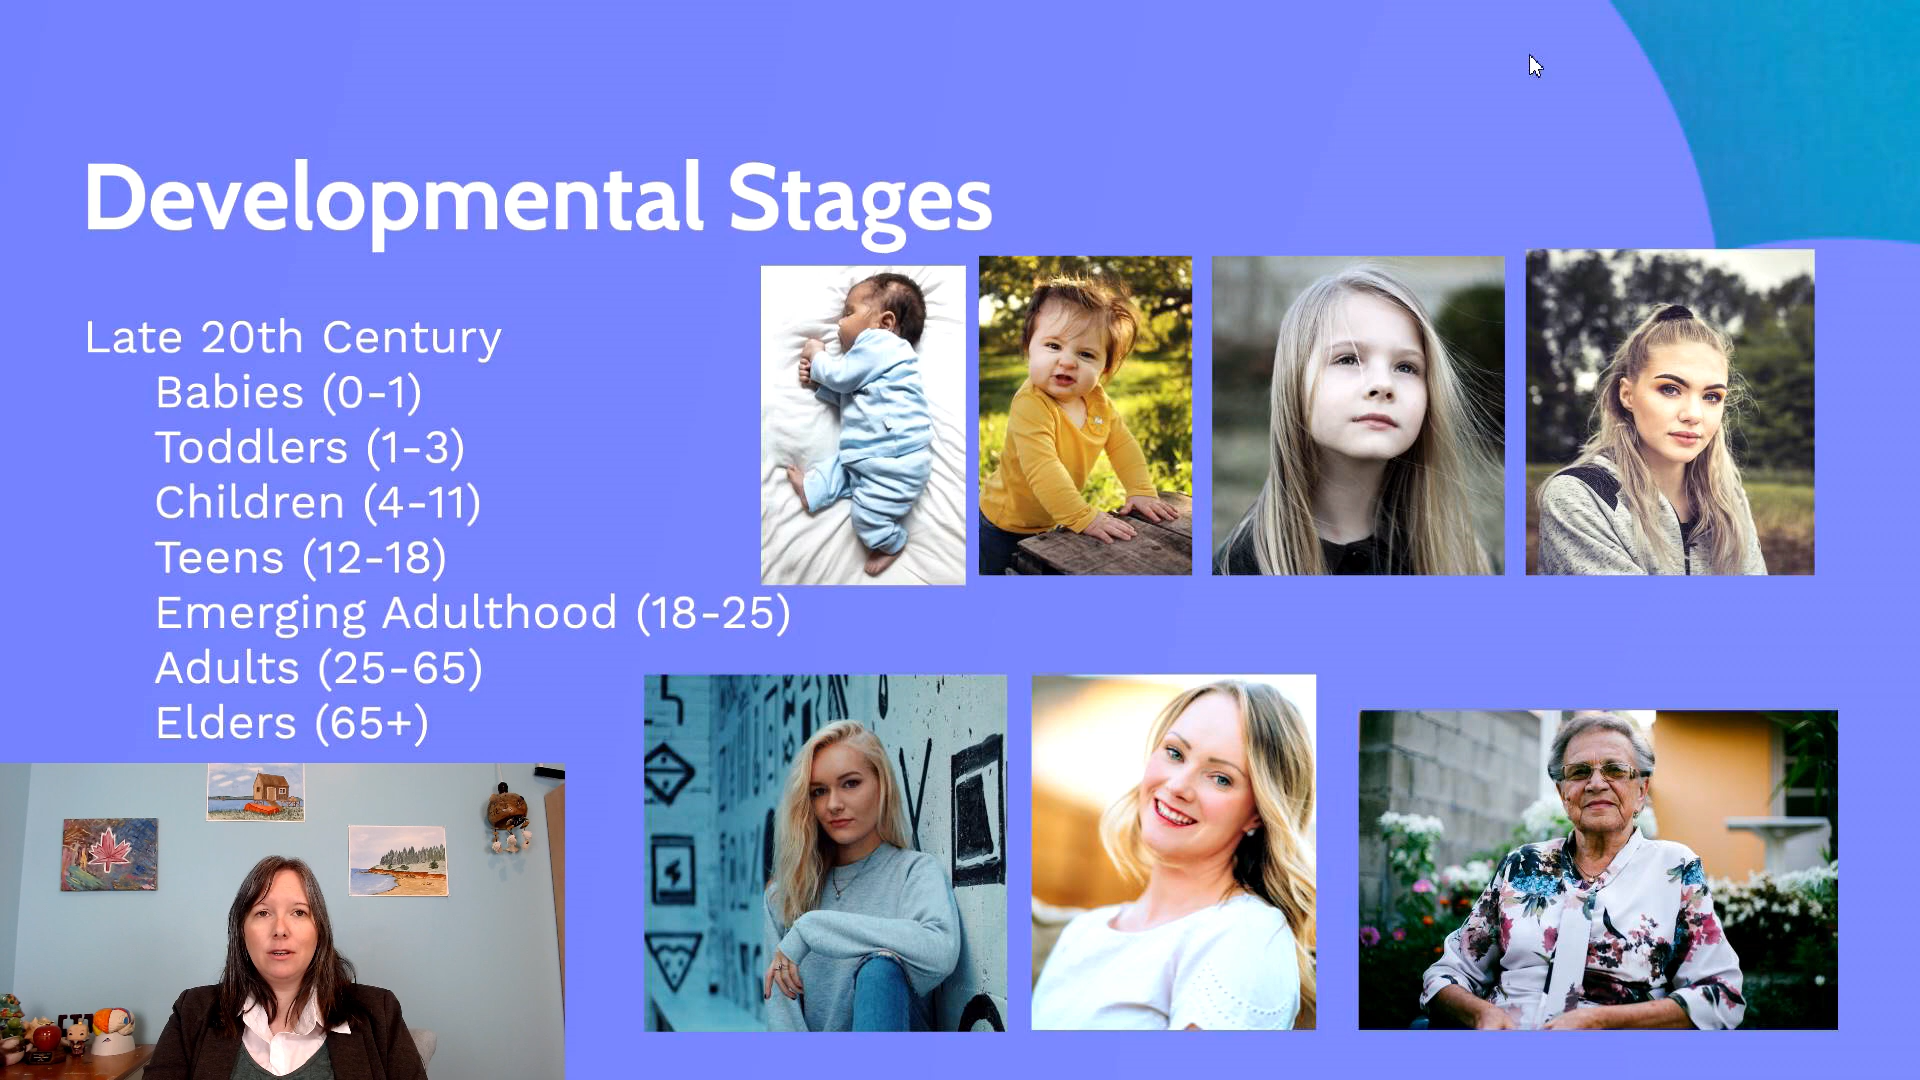 Developmental Stages
Late 20th Century
Babies (0-1)
Toddlers (1-3)
Children (4-11)
Teens (12-18)
Emerging Adulthood (18-25)
Adults (25-65)
Elders (65+)